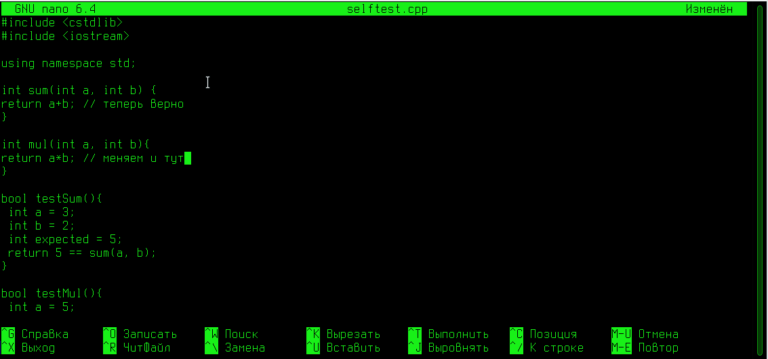 GNU nano 6.4 selftest.cpp Изменён
#include <cstdlib>
#include <iostream>
using namespace std;
int sum(int a, int b) {
return a+b; // теперь верно
}
int mul(int a, int b){
return a*b; // меняем и тут
}
bool testSum(){
int a = 3;
int b = 2;
int expected = 5;
return 5 == sum(a, b);
}
bool testMul(){
int a = 5;
^G Справка ^O Записать ^W Поиск ^K Вырезать ^T Выполнить ^C Позиция M-U Отмена
^X Выход ^R ЧитФайл ^\ Замена ^U Вставить ^J Выровнять ^/ К строке M-E Повтор